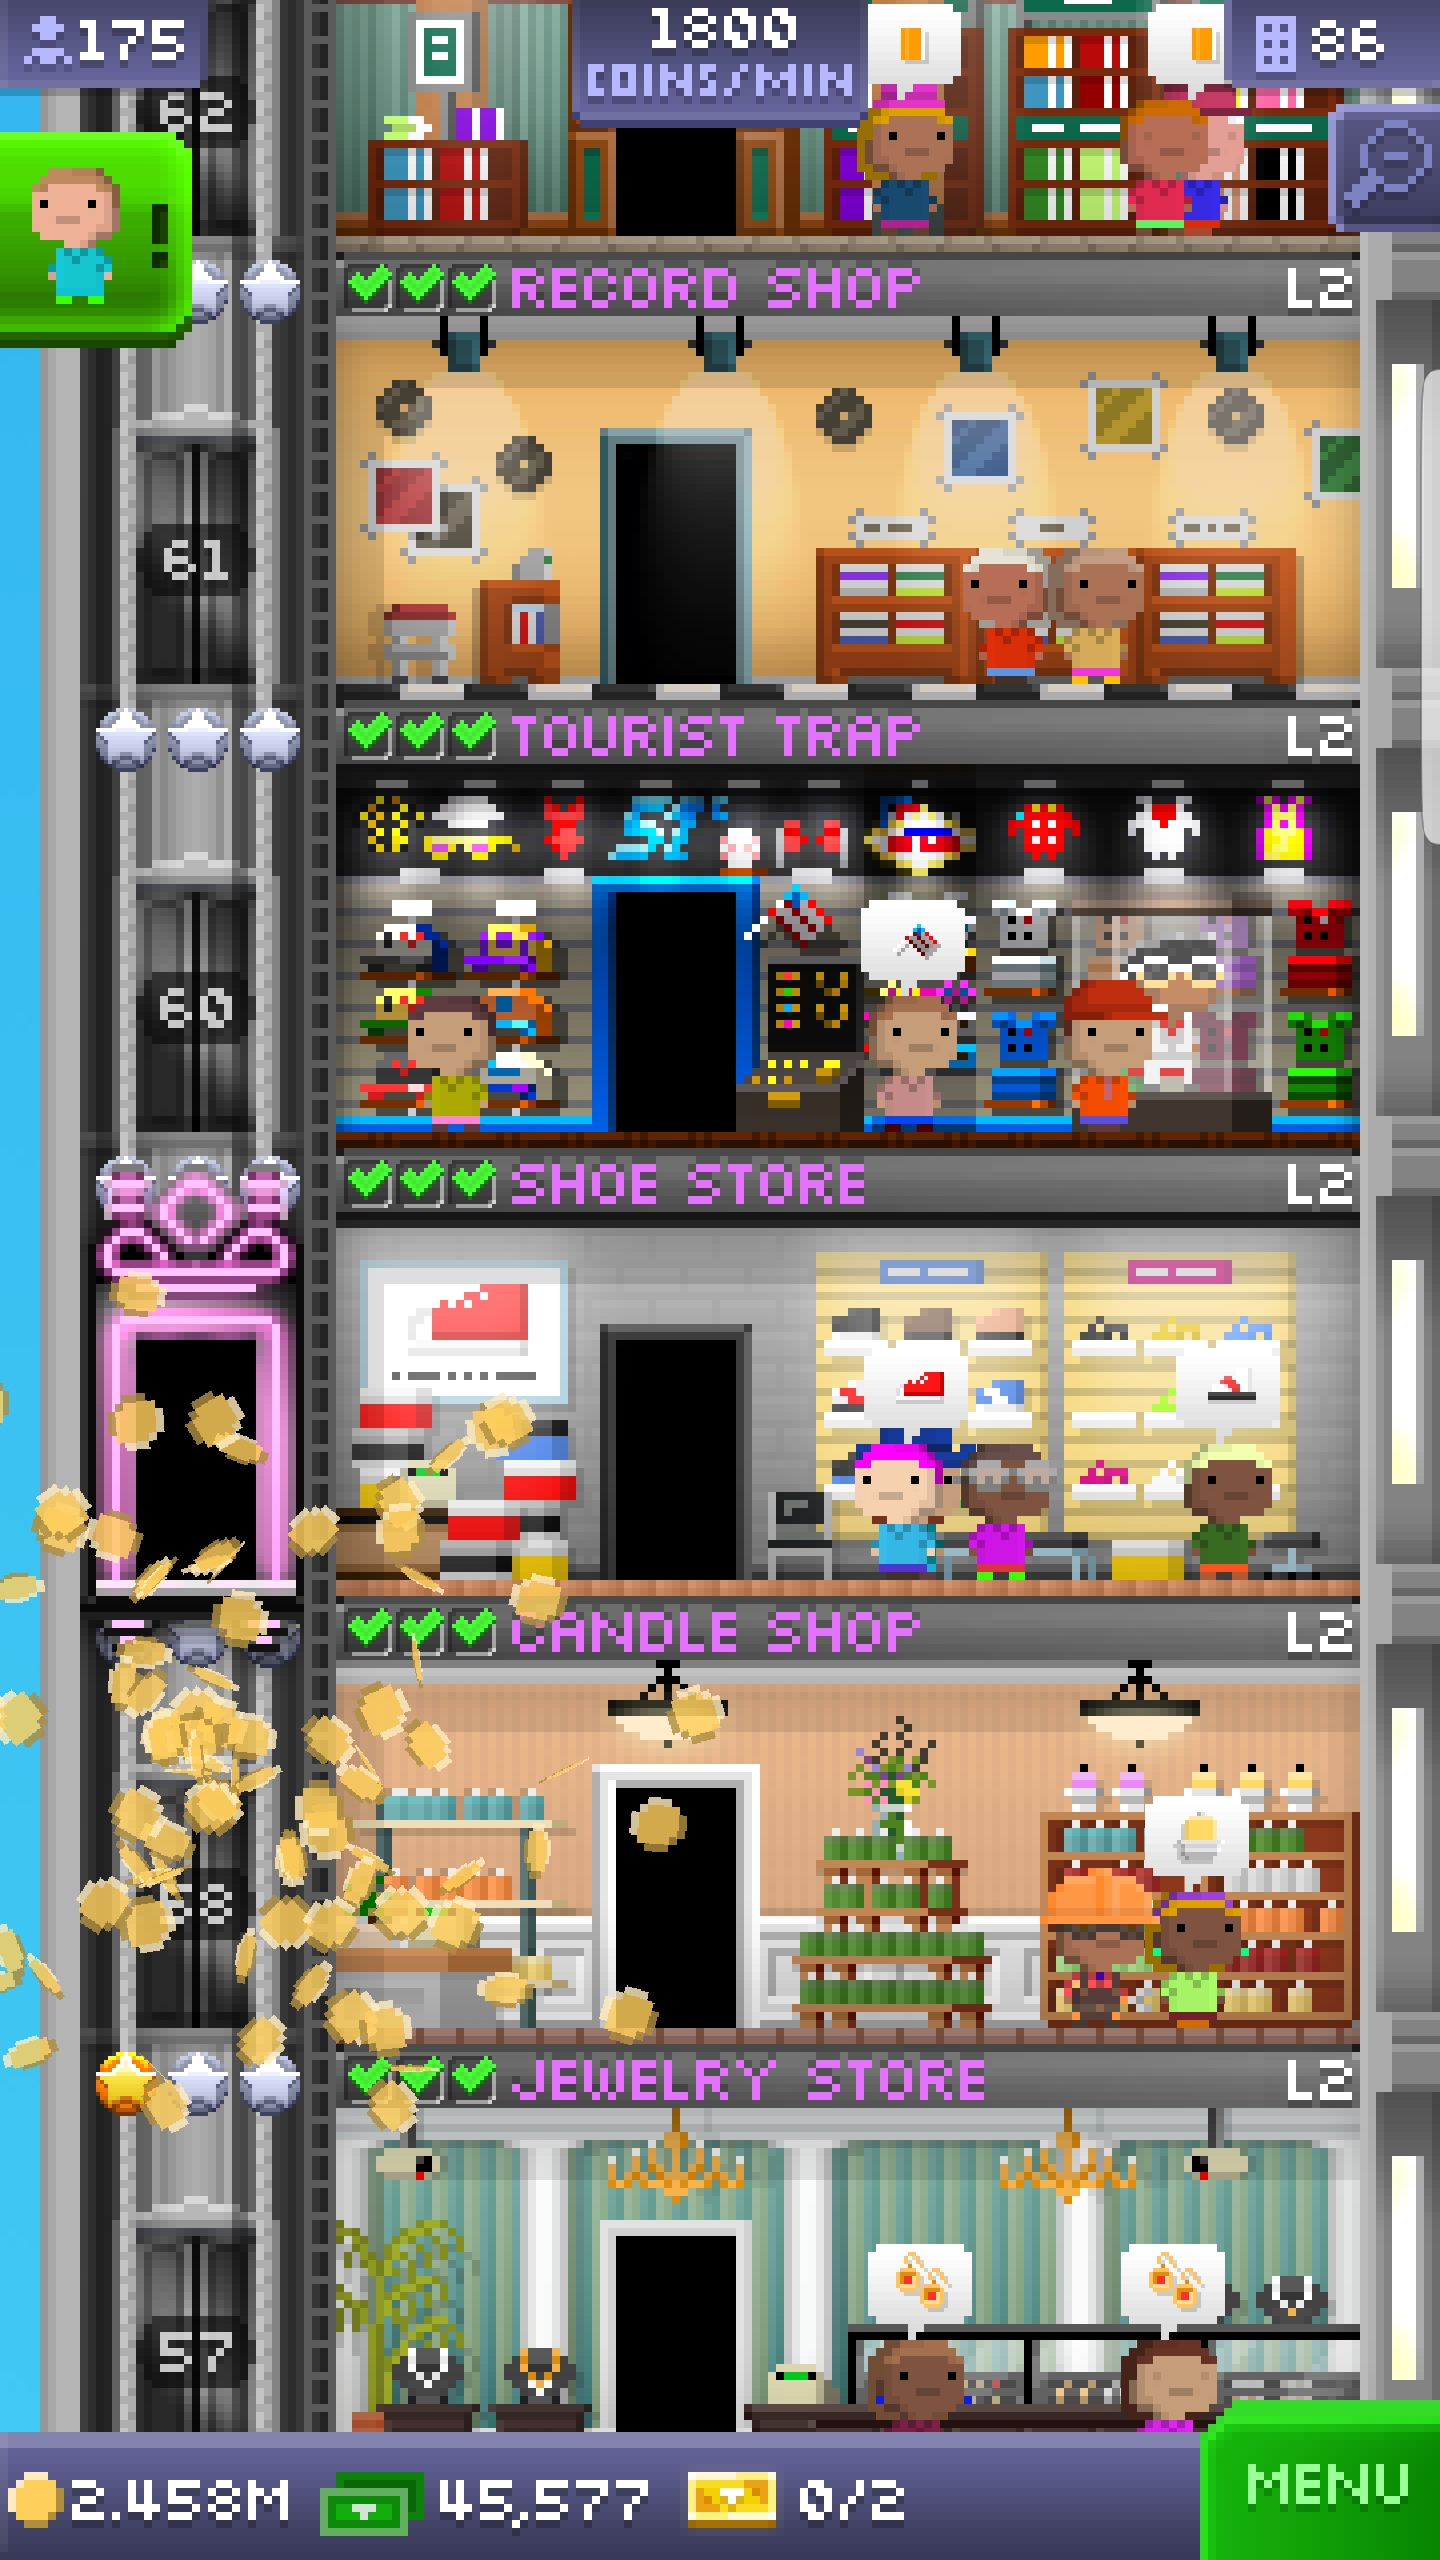 175
1800
COINS/MIN
86
62
RECORD SHOP L2
61
TOURIST TRAP L2
60
SHOE STORE L2
CANDLE SHOP L2
58
JEWELRY STORE L2
57
2.458M
45,577
0/2
MENU